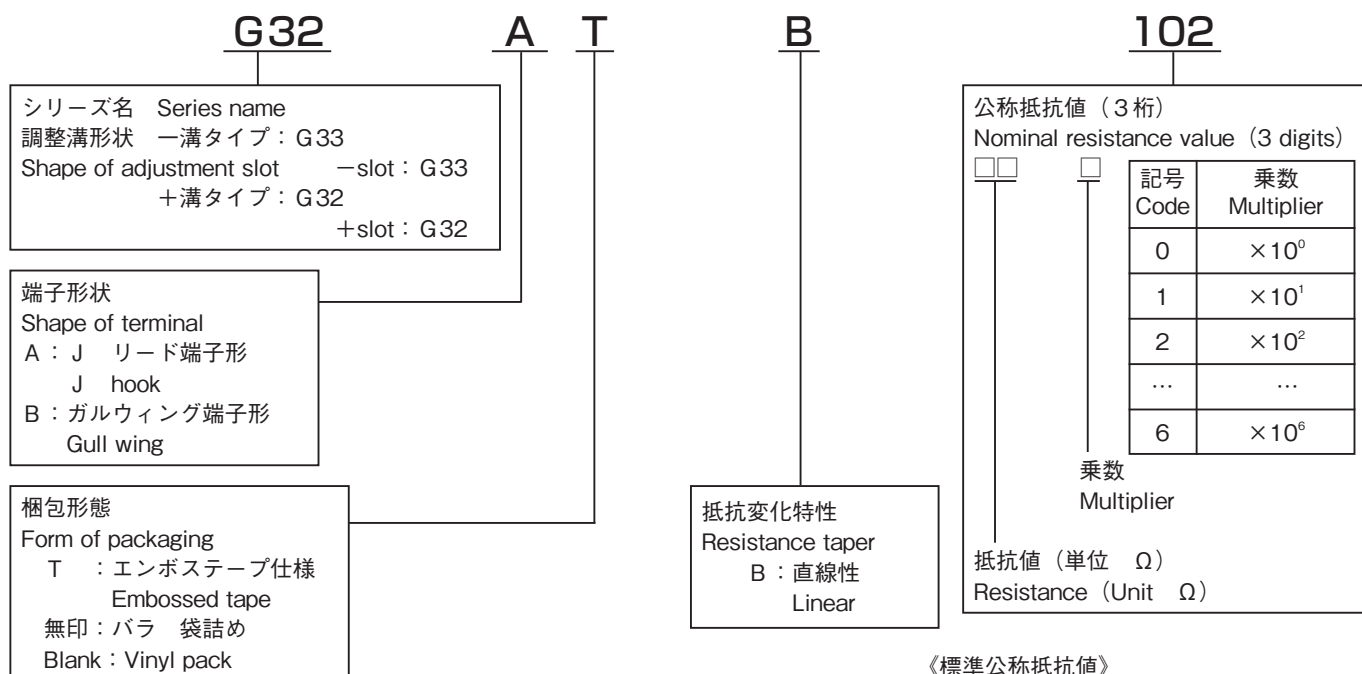 G32 A T B 102
シリーズ名 Series name
調整溝形状 −溝タイプ：G33
Shape of adjustment slot −slot：G33
＋溝タイプ：G32
＋slot：G32
端子形状
Shape of terminal
A：J リード端子形
J hook
B：ガルウィング端子形
Gull wing
梱包形態
Form of packaging
T ：エンボステープ仕様
Embossed tape
無印：バラ 袋詰め
Blank：Vinyl pack
抵抗変化特性
Resistance taper
B：直線性
Linear
公称抵抗値（3桁）
Nominal resistance value（3 digits）
□□ □
記号 乗数
Code Multiplier
0 ×10⁰
1 ×10¹
2 ×10²
… …
6 ×10⁶
乗数
Multiplier
抵抗値（単位 Ω）
Resistance（Unit Ω）
《標準公称抵抗値》